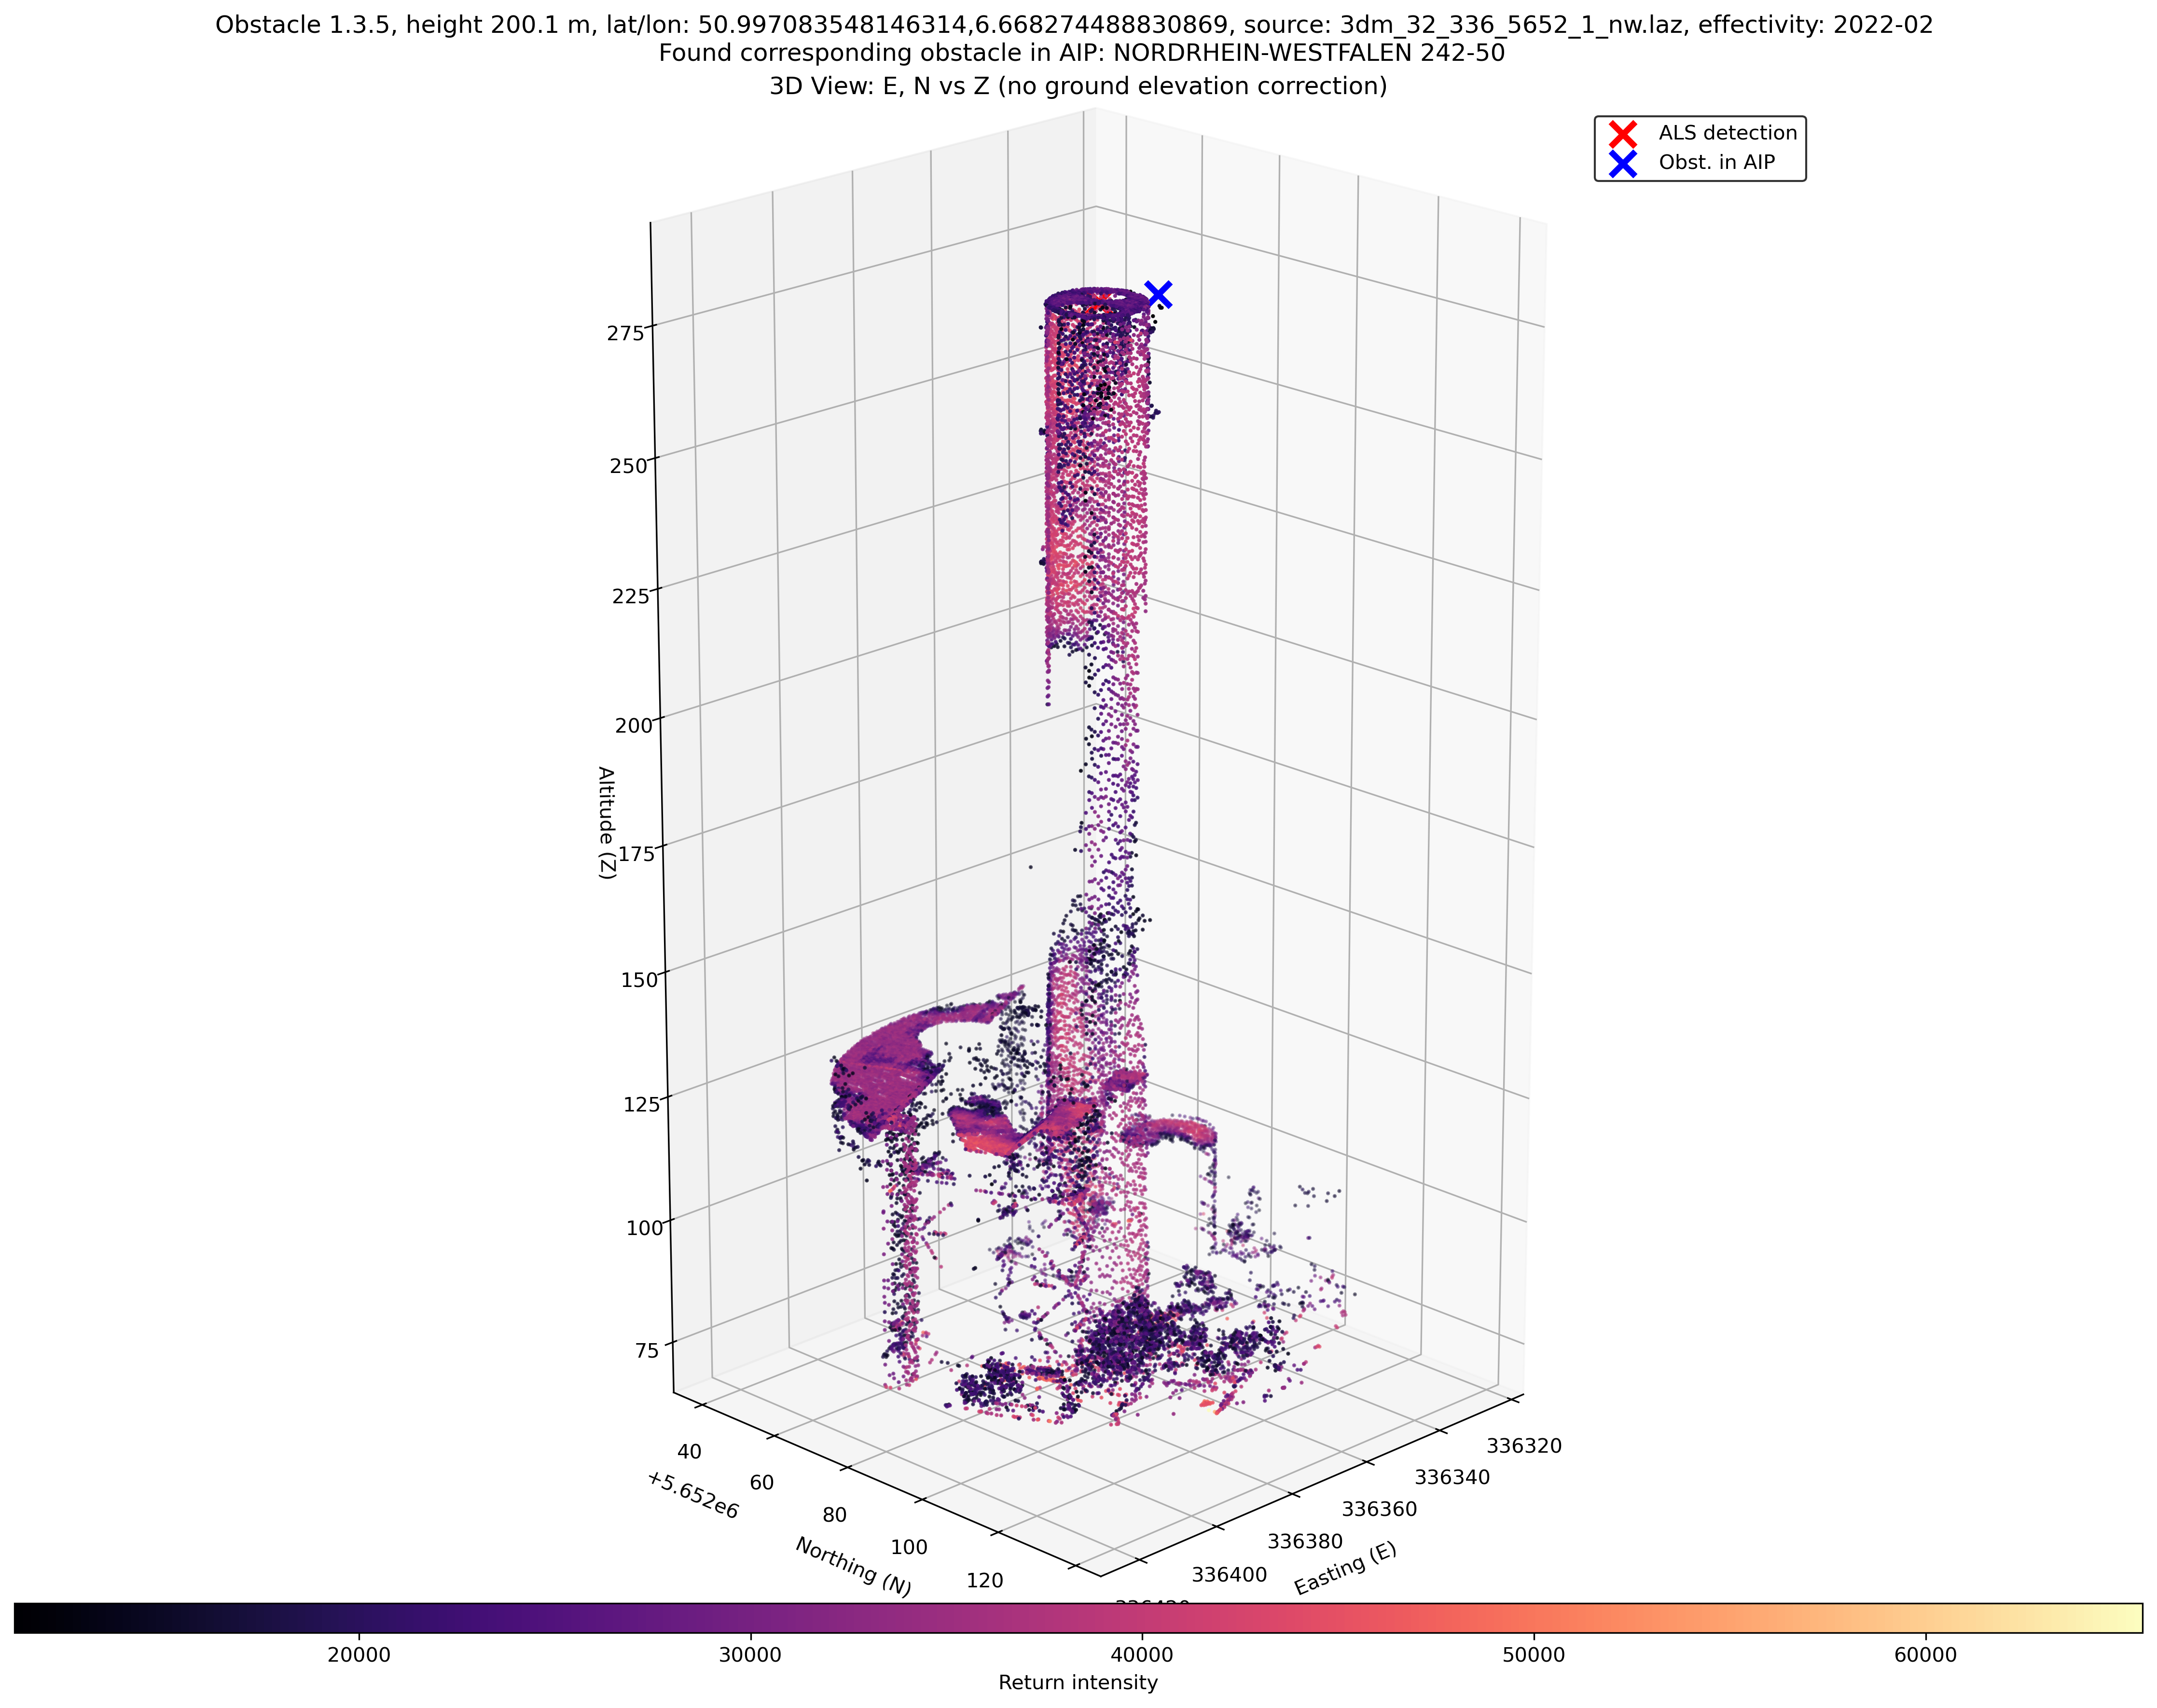 Obstacle 1.3.5, height 200.1 m, lat/lon: 50.997083548146314,6.668274488830869, source: 3dm_32_336_5652_1_nw.laz, effectivity: 2022-02
Found corresponding obstacle in AIP: NORDRHEIN-WESTFALEN 242-50
3D View: E, N vs Z (no ground elevation correction)
ALS detection
Obst. in AIP
275
250
225
200
175
150
125
100
75
Altitude (Z)
40
60
80
100
120
+5.652e6
Northing (N)
336320
336340
336360
336380
336400
Easting (E)
20000
30000
40000
50000
60000
Return intensity